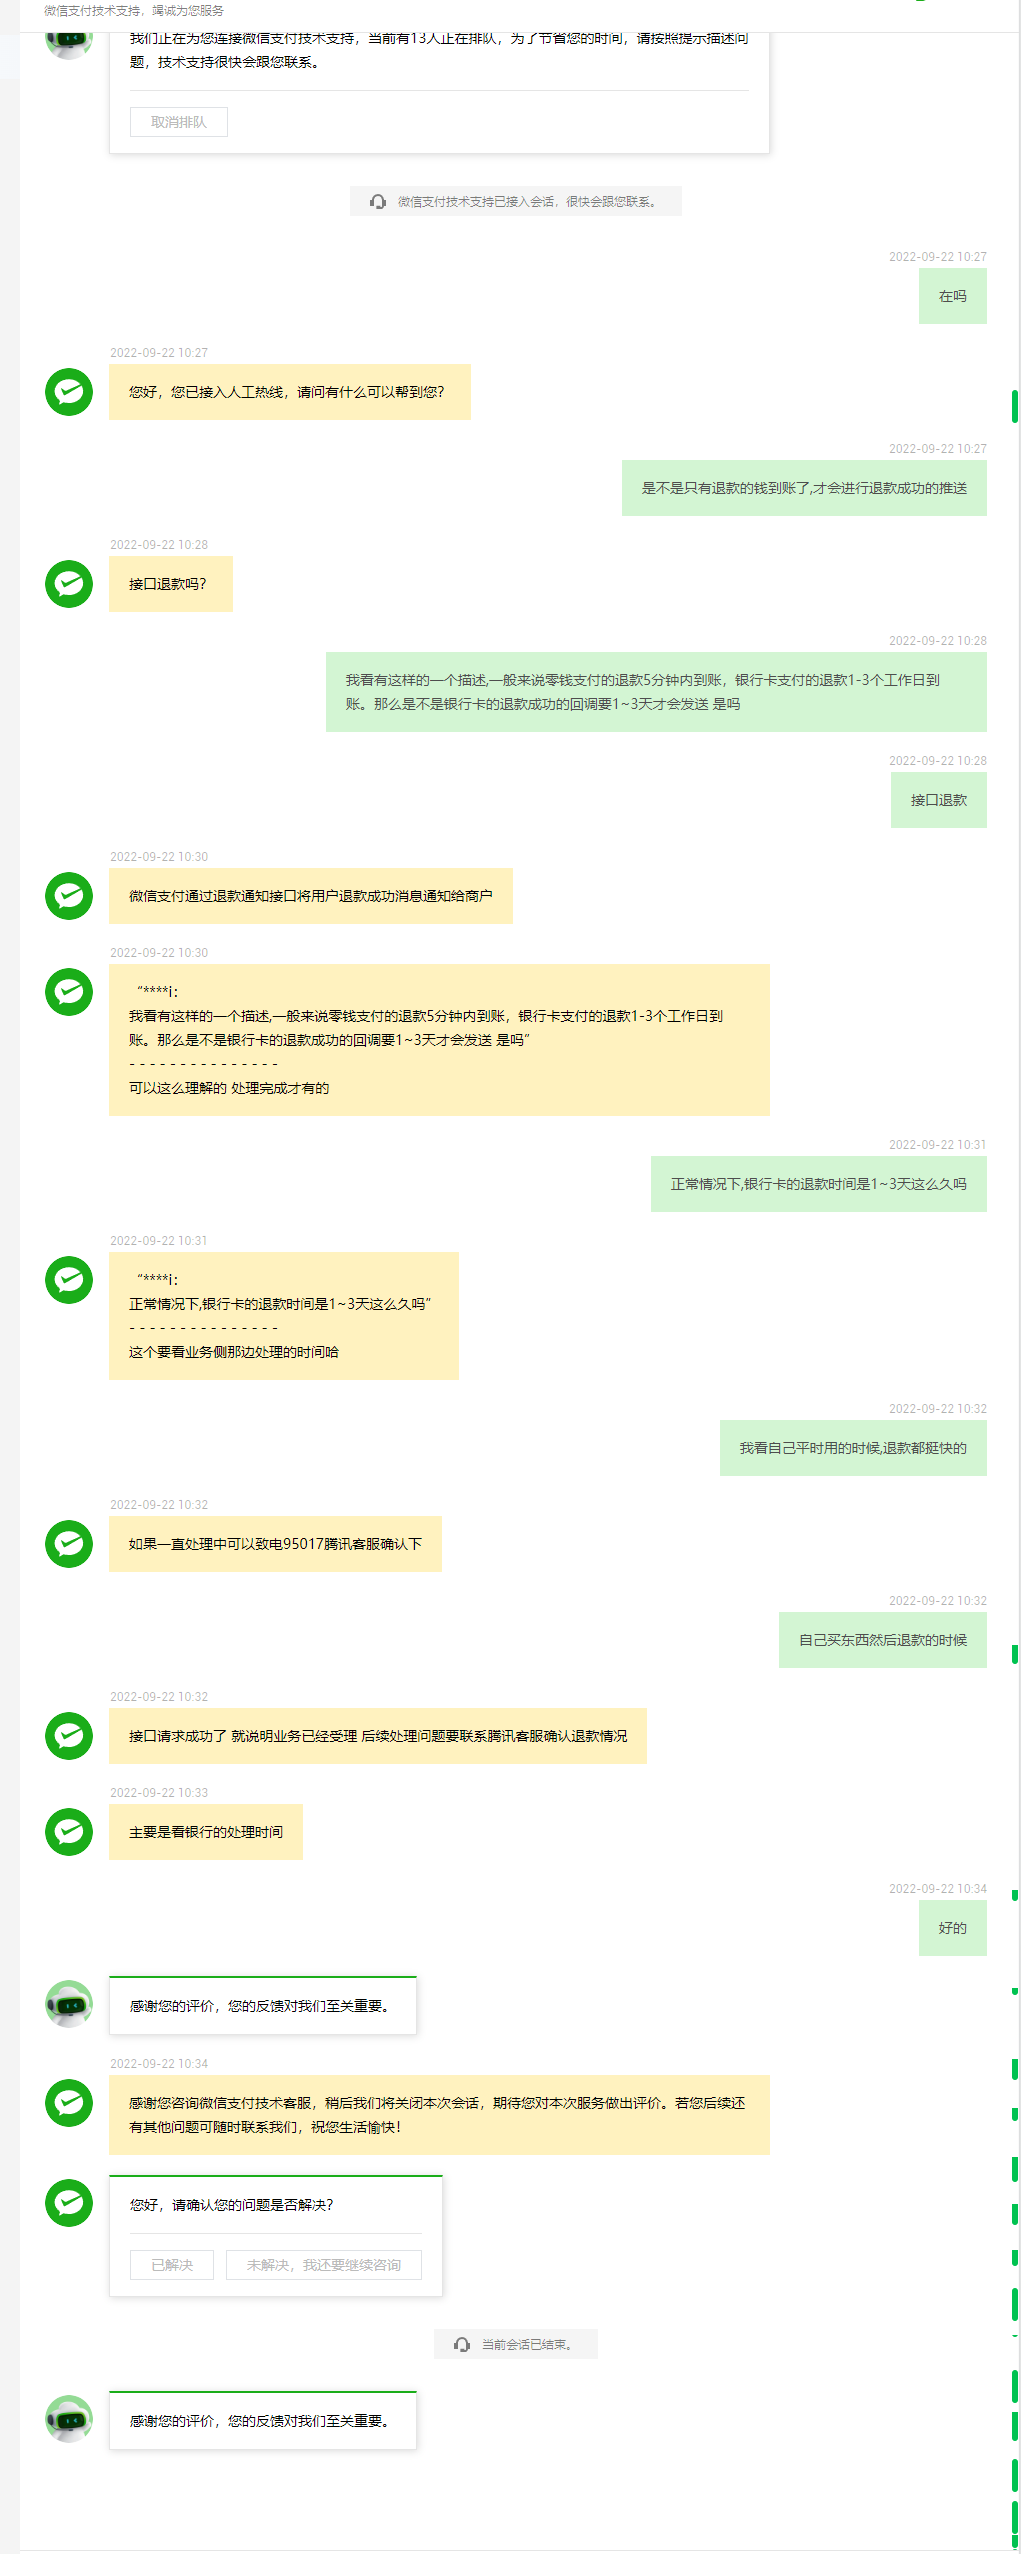 微信支付技术支持，竭诚为您服务
我们正在为您连接微信支付技术支持，当前有13人正在排队，为了节省您的时间，请按照提示描述问
题，技术支持很快会跟您联系。
取消排队
微信支付技术支持已接入会话，很快会跟您联系。
2022-09-22 10:27
在吗
2022-09-22 10:27
您好，您已接入人工热线，请问有什么可以帮到您？
2022-09-22 10:27
是不是只有退款的钱到账了,才会进行退款成功的推送
2022-09-22 10:28
接口退款吗？
2022-09-22 10:28
我看有这样的一个描述,一般来说零钱支付的退款5分钟内到账，银行卡支付的退款1-3个工作日到
账。那么是不是银行卡的退款成功的回调要1~3天才会发送 是吗
2022-09-22 10:28
接口退款
2022-09-22 10:30
微信支付通过退款通知接口将用户退款成功消息通知给商户
2022-09-22 10:30
“****i：
我看有这样的一个描述,一般来说零钱支付的退款5分钟内到账，银行卡支付的退款1-3个工作日到
账。那么是不是银行卡的退款成功的回调要1~3天才会发送 是吗”
- - - - - - - - - - - - - - -
可以这么理解的 处理完成才有的
2022-09-22 10:31
正常情况下,银行卡的退款时间是1~3天这么久吗
2022-09-22 10:31
“****i：
正常情况下,银行卡的退款时间是1~3天这么久吗”
- - - - - - - - - - - - - - -
这个要看业务侧那边处理的时间哈
2022-09-22 10:32
我看自己平时用的时候,退款都挺快的
2022-09-22 10:32
如果一直处理中可以致电95017腾讯客服确认下
2022-09-22 10:32
自己买东西然后退款的时候
2022-09-22 10:32
接口请求成功了 就说明业务已经受理 后续处理问题要联系腾讯客服确认退款情况
2022-09-22 10:33
主要是看银行的处理时间
2022-09-22 10:34
好的
感谢您的评价，您的反馈对我们至关重要。
2022-09-22 10:34
感谢您咨询微信支付技术客服，稍后我们将关闭本次会话，期待您对本次服务做出评价。若您后续还
有其他问题可随时联系我们，祝您生活愉快！
您好，请确认您的问题是否解决？
已解决
未解决，我还要继续咨询
当前会话已结束。
感谢您的评价，您的反馈对我们至关重要。